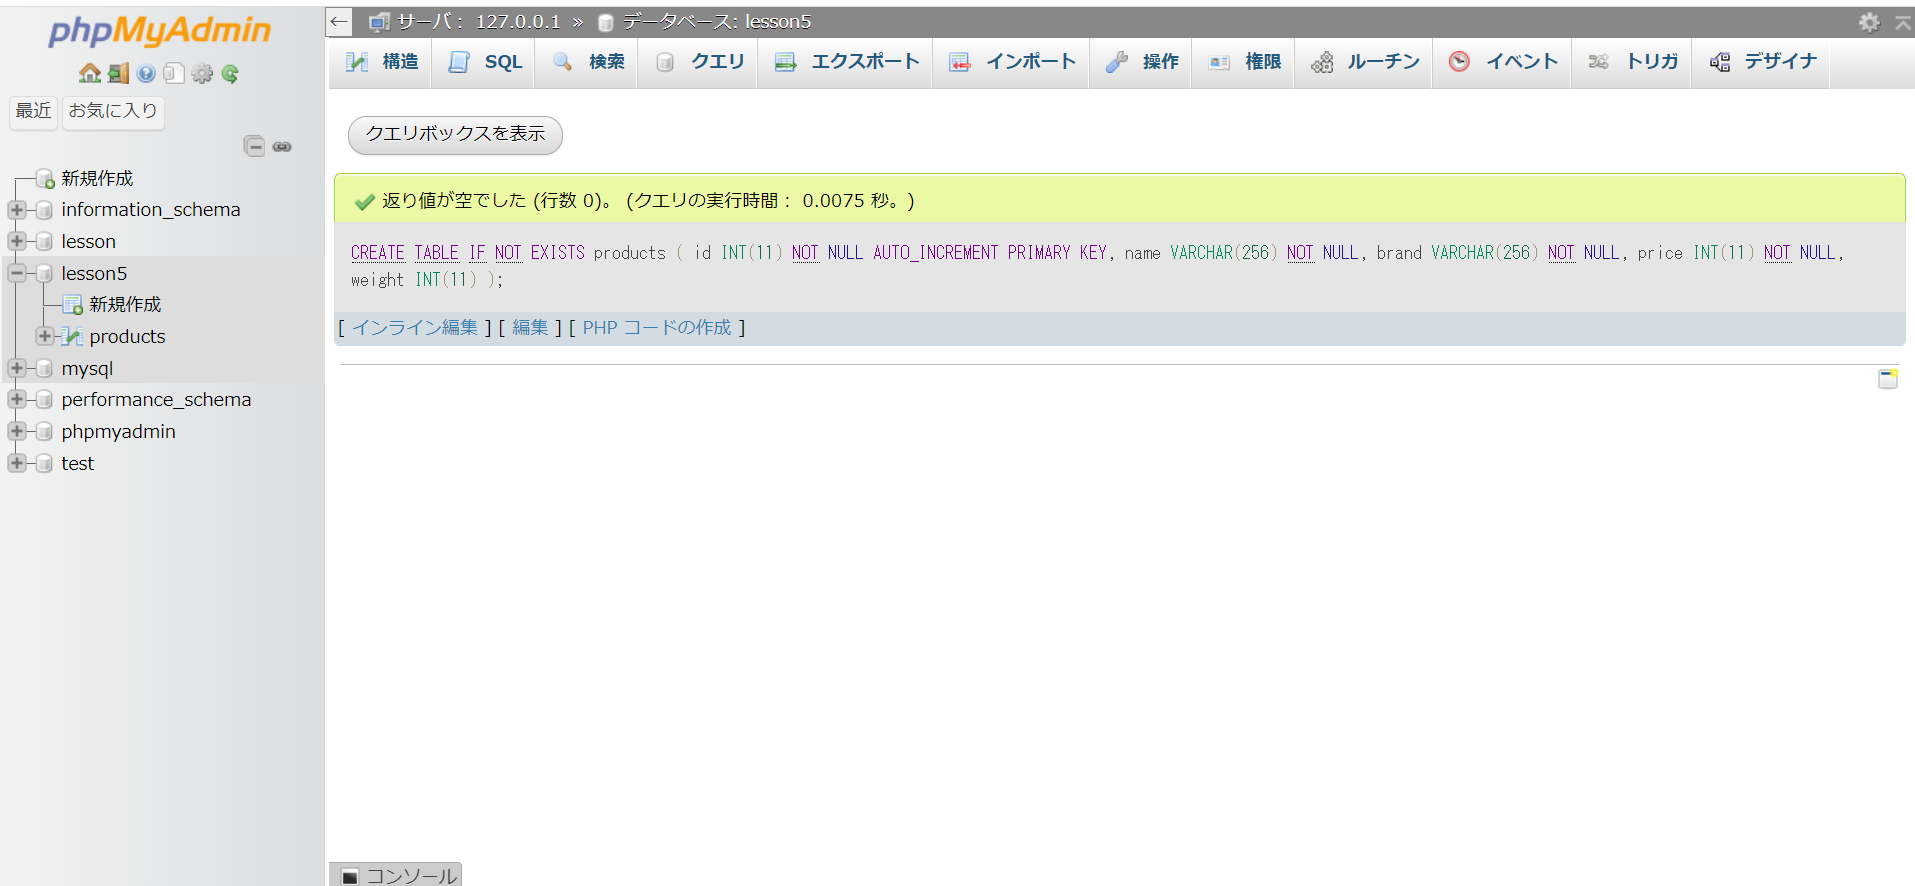 phpMyAdmin
最近 お気に入り
新規作成
information_schema
lesson
lesson5
新規作成
products
mysql
performance_schema
phpmyadmin
test
サーバ: 127.0.0.1 » データベース: lesson5
構造 SQL 検索 クエリ エクスポート インポート 操作 権限 ルーチン イベント トリガ デザイナ
クエリボックスを表示
返り値が空でした (行数 0)。 (クエリの実行時間: 0.0075 秒。)
CREATE TABLE IF NOT EXISTS products ( id INT(11) NOT NULL AUTO_INCREMENT PRIMARY KEY, name VARCHAR(256) NOT NULL, brand VARCHAR(256) NOT NULL, price INT(11) NOT NULL,
weight INT(11) );
[ インライン編集 ] [ 編集 ] [ PHP コードの作成 ]
コンソール